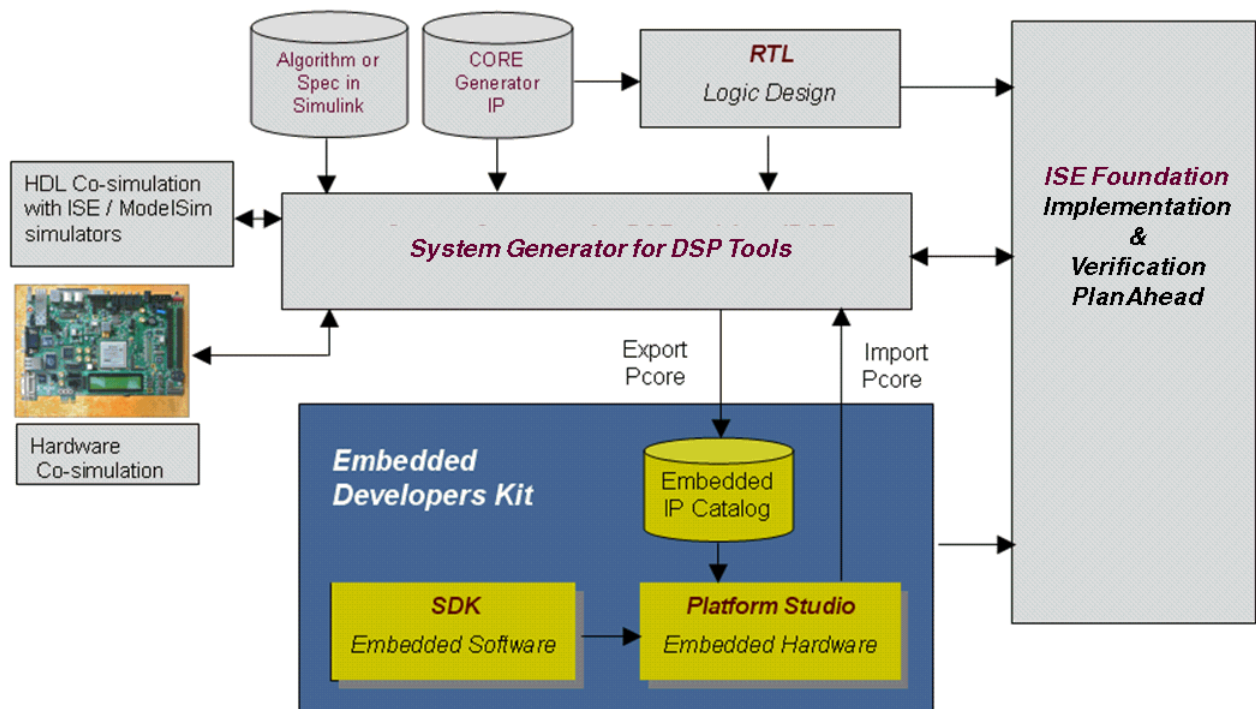 Algorithm or
Spec in
Simulink
CORE
Generator
IP
RTL
Logic Design
HDL Co-simulation
with ISE / ModelSim
simulators
System Generator for DSP Tools
ISE Foundation
Implementation
&
Verification
PlanAhead
Export
Pcore
Import
Pcore
Hardware
Co-simulation
Embedded
Developers Kit
Embedded
IP Catalog
SDK
Embedded Software
Platform Studio
Embedded Hardware